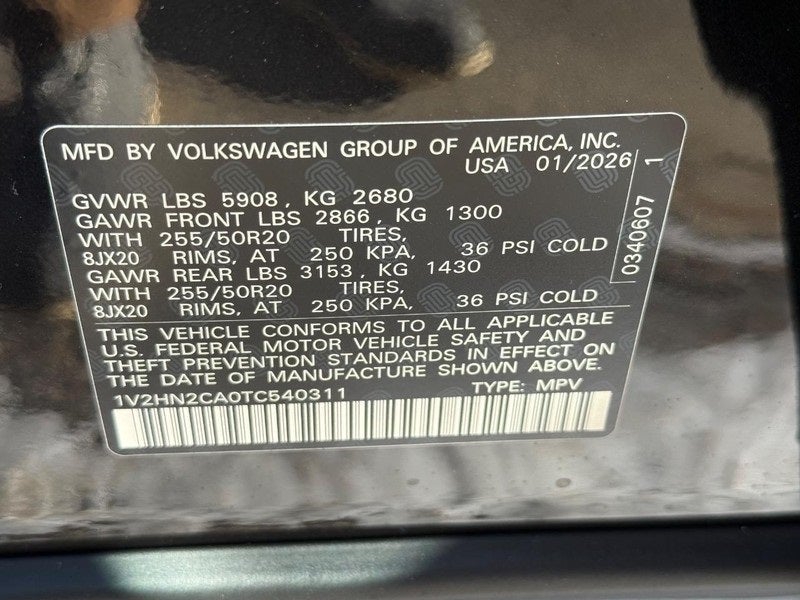 MFD BY VOLKSWAGEN GROUP OF AMERICA, INC.
USA 01/2026
GVWR LBS 5908, KG 2680
GAWR FRONT LBS 2866, KG 1300
WITH 255/50R20 TIRES,
8JX20 RIMS, AT 250 KPA, 36 PSI COLD
GAWR REAR LBS 3153, KG 1430
WITH 255/50R20 TIRES,
8JX20 RIMS, AT 250 KPA, 36 PSI COLD
THIS VEHICLE CONFORMS TO ALL APPLICABLE
U.S. FEDERAL MOTOR VEHICLE SAFETY AND
THEFT PREVENTION STANDARDS IN EFFECT ON
THE DATE OF MANUFACTURE SHOWN ABOVE.
1V2HN2CA0TC540311 TYPE: MPV
0340607 1